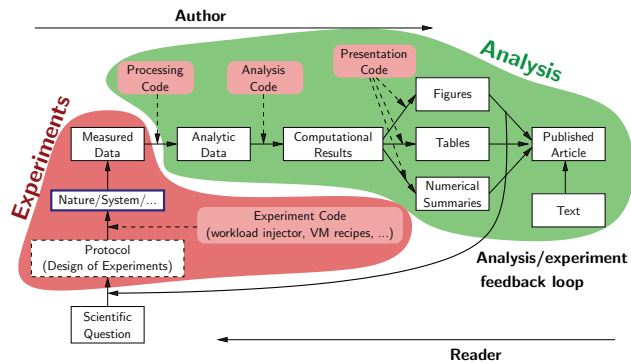 Author
Analysis
Presentation
Code
Processing
Code
Analysis
Code
Figures
Experiments
Measured
Data
Analytic
Data
Computational
Results
Tables
Published
Article
Nature/System/...
Numerical
Summaries
Text
Experiment Code
(workload injector, VM recipes, ...)
Protocol
(Design of Experiments)
Analysis/experiment
feedback loop
Scientific
Question
Reader